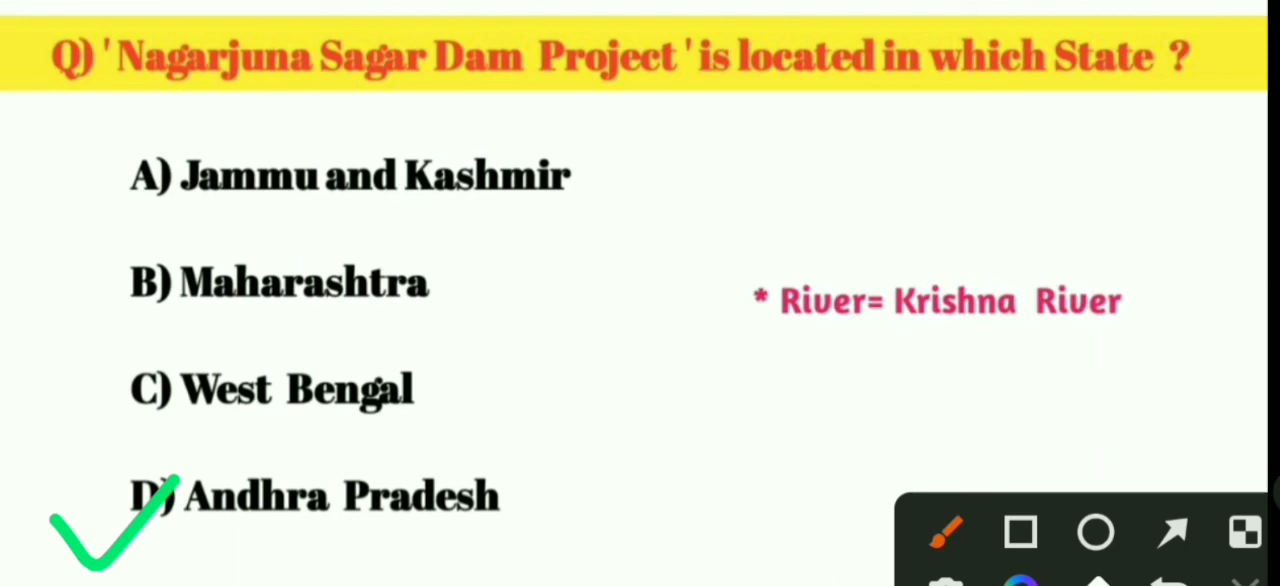 Q) ' Nagarjuna Sagar Dam Project ' is located in which State ?
A) Jammu and Kashmir
B) Maharashtra
* River= Krishna River
C) West Bengal
D) Andhra Pradesh